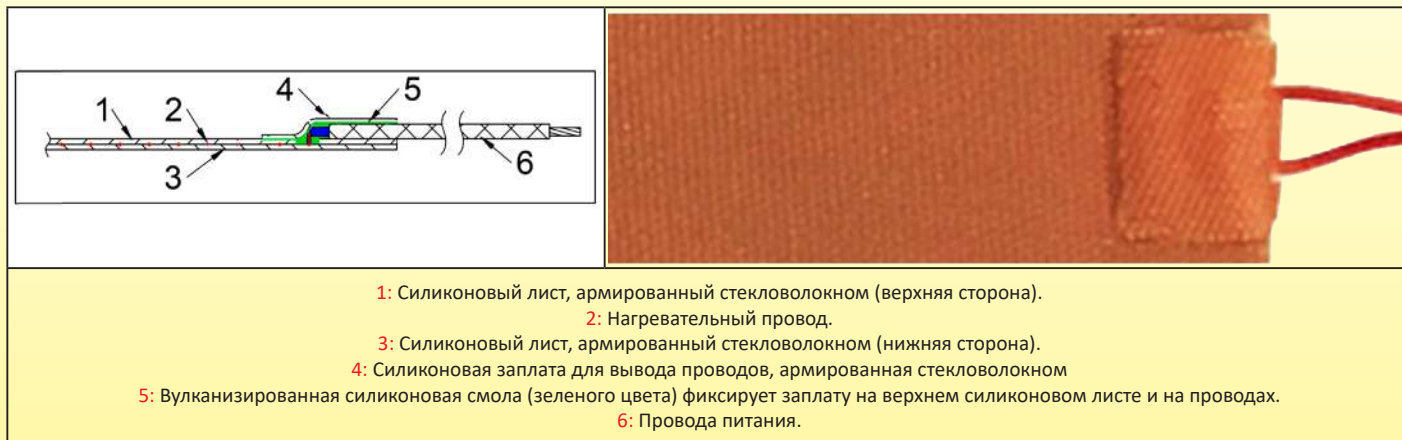 1
2
3
4
5
6
1: Силиконовый лист, армированный стекловолокном (верхняя сторона).
2: Нагревательный провод.
3: Силиконовый лист, армированный стекловолокном (нижняя сторона).
4: Силиконовая заплата для вывода проводов, армированная стекловолокном
5: Вулканизированная силиконовая смола (зеленого цвета) фиксирует заплату на верхнем силиконовом листе и на проводах.
6: Провода питания.